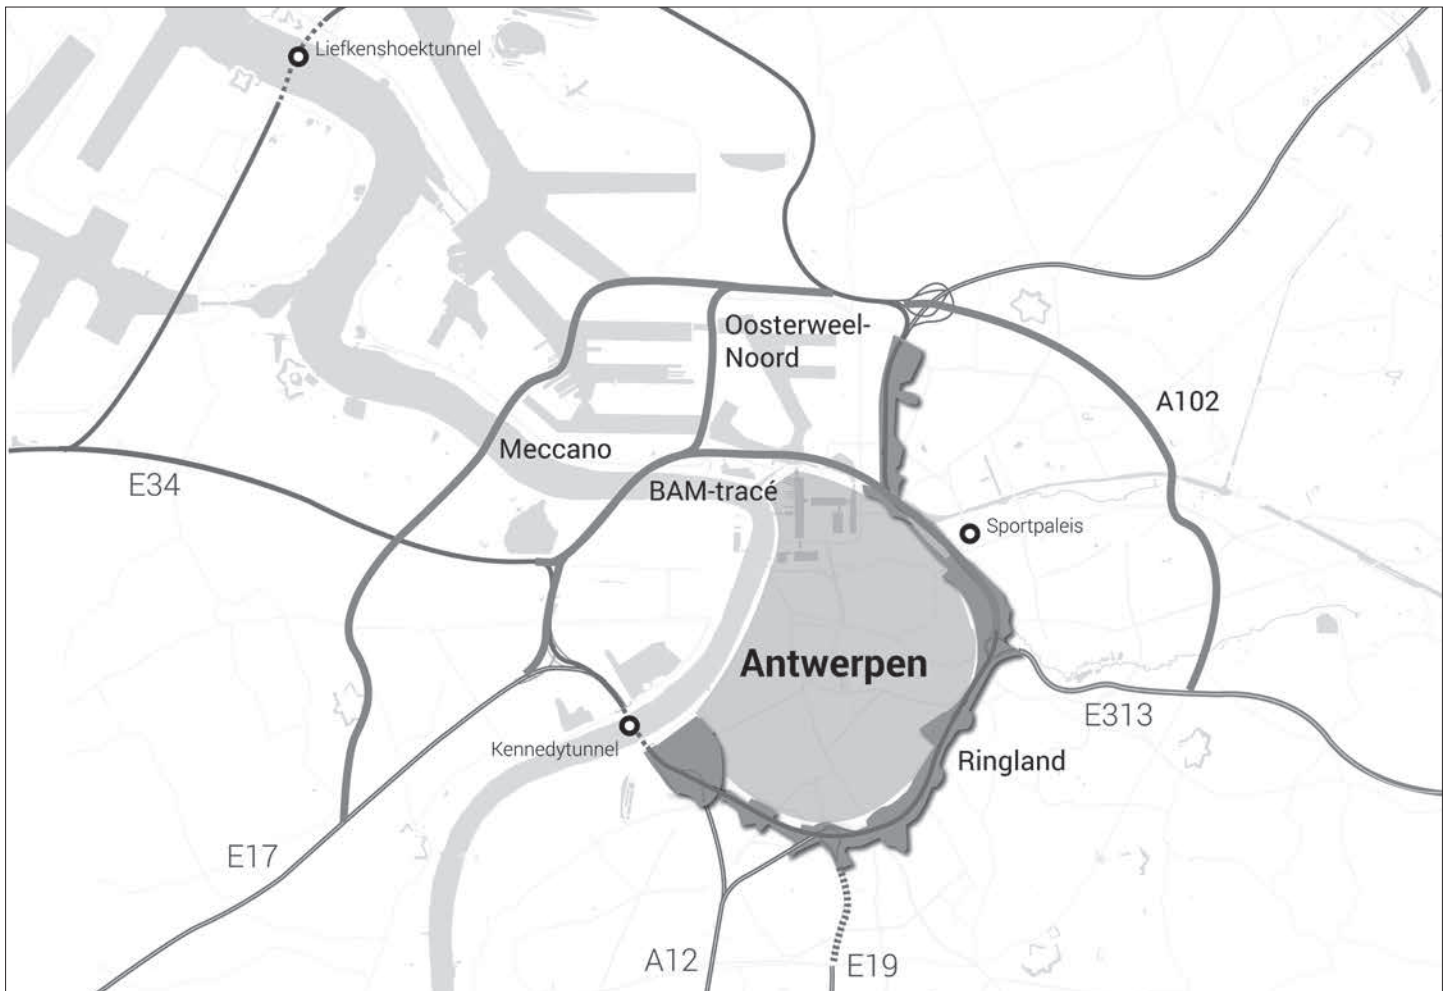 Liefkenshoektunnel
Oosterweel-
Noord
A102
Meccano
E34
BAM-tracé
Sportpaleis
Antwerpen
E313
Kennedytunnel
Ringland
E17
A12
E19